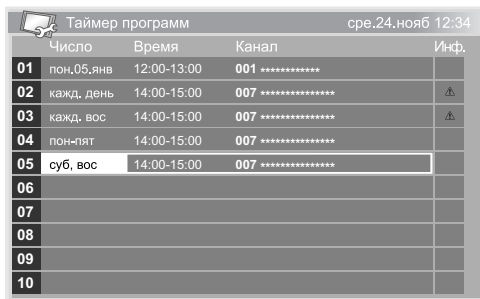 Таймер программ сре.24.нояб 12:34
Число Время Канал Инф.
01 пон.05.янв 12:00-13:00 001 ************
02 кажд. день 14:00-15:00 007 ***************
03 кажд. вос 14:00-15:00 007 ***************
04 пон-пят 14:00-15:00 007 ***************
05 суб, вос 14:00-15:00 007 ***************
06
07
08
09
10